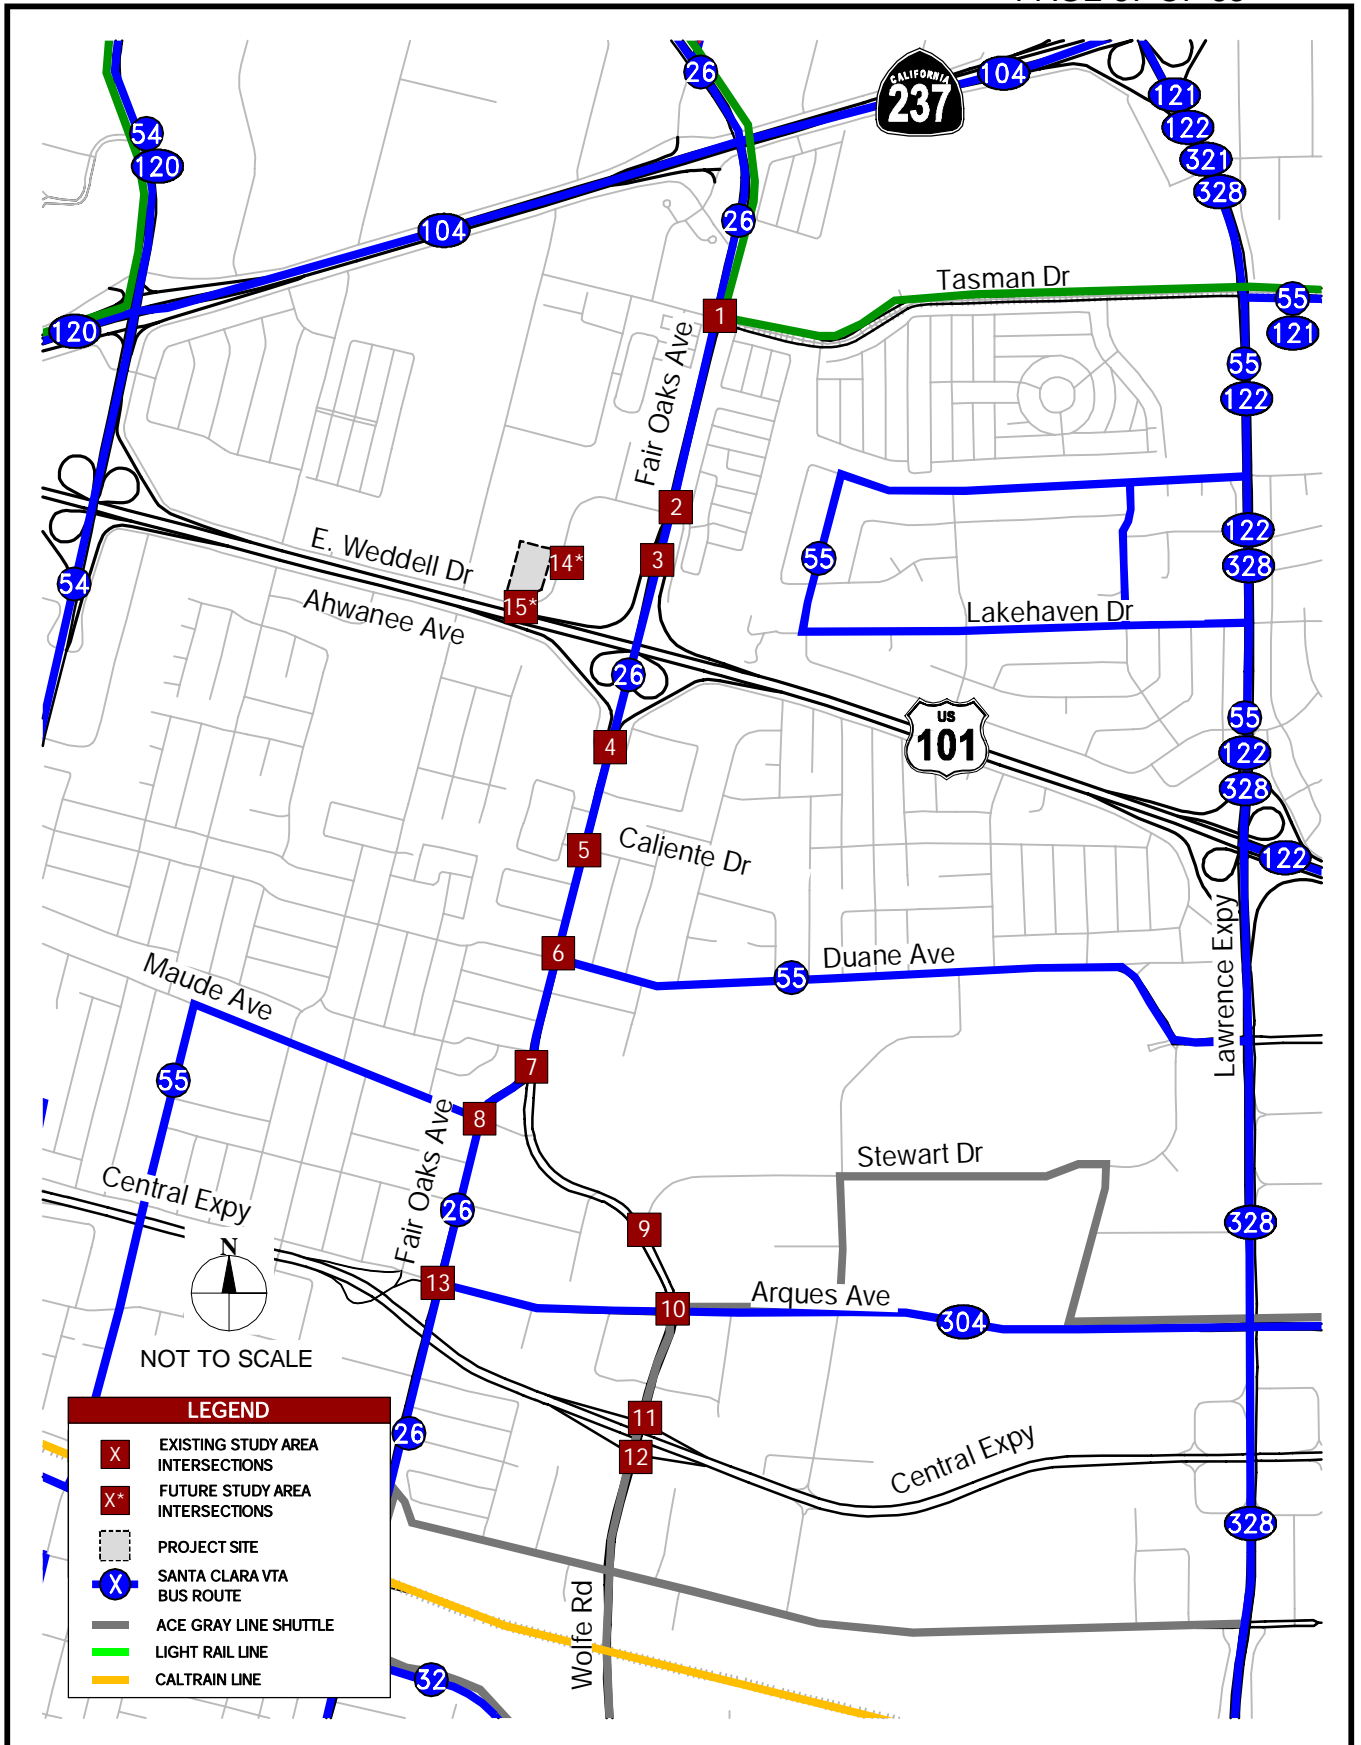 26
CALIFORNIA
237
104
121
54
122
120
321
328
26
104
Tasman Dr
55
1
120
121
Fair Oaks Ave
55
122
2
122
E. Weddell Dr
14*
3
55
328
54
15*
Ahwanee Ave
Lakehaven Dr
26
US
101
55
4
122
328
5
Caliente Dr
122
Lawrence Expy
6
Duane Ave
55
Maude Ave
7
55
8
Fair Oaks Ave
Stewart Dr
Central Expy
26
9
328
N
13
Arques Ave
10
304
NOT TO SCALE
LEGEND
X
EXISTING STUDY AREA
INTERSECTIONS
X*
FUTURE STUDY AREA
INTERSECTIONS
PROJECT SITE
X
SANTA CLARA VTA
BUS ROUTE
ACE GRAY LINE SHUTTLE
LIGHT RAIL LINE
CALTRAIN LINE
26
11
12
Central Expy
328
Wolfe Rd
32